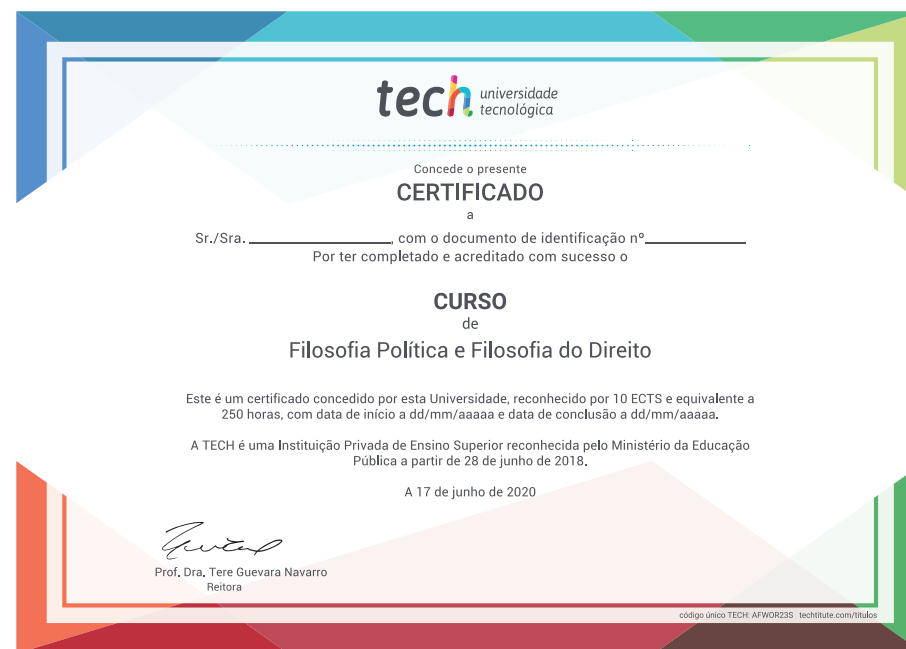 tech universidade
tecnológica
Concede o presente
CERTIFICADO
a
Sr./Sra. ____________________, com o documento de identificação nº______________
Por ter completado e acreditado com sucesso o
CURSO
de
Filosofia Política e Filosofia do Direito
Este é um certificado concedido por esta Universidade, reconhecido por 10 ECTS e equivalente a
250 horas, com data de início a dd/mm/aaaaa e data de conclusão a dd/mm/aaaaa.
A TECH é uma Instituição Privada de Ensino Superior reconhecida pelo Ministério da Educação
Pública a partir de 28 de junho de 2018.
A 17 de junho de 2020
Prof. Dra. Tere Guevara Navarro
Reitora
código único TECH: AFWOR23S techtitute.com/titulos